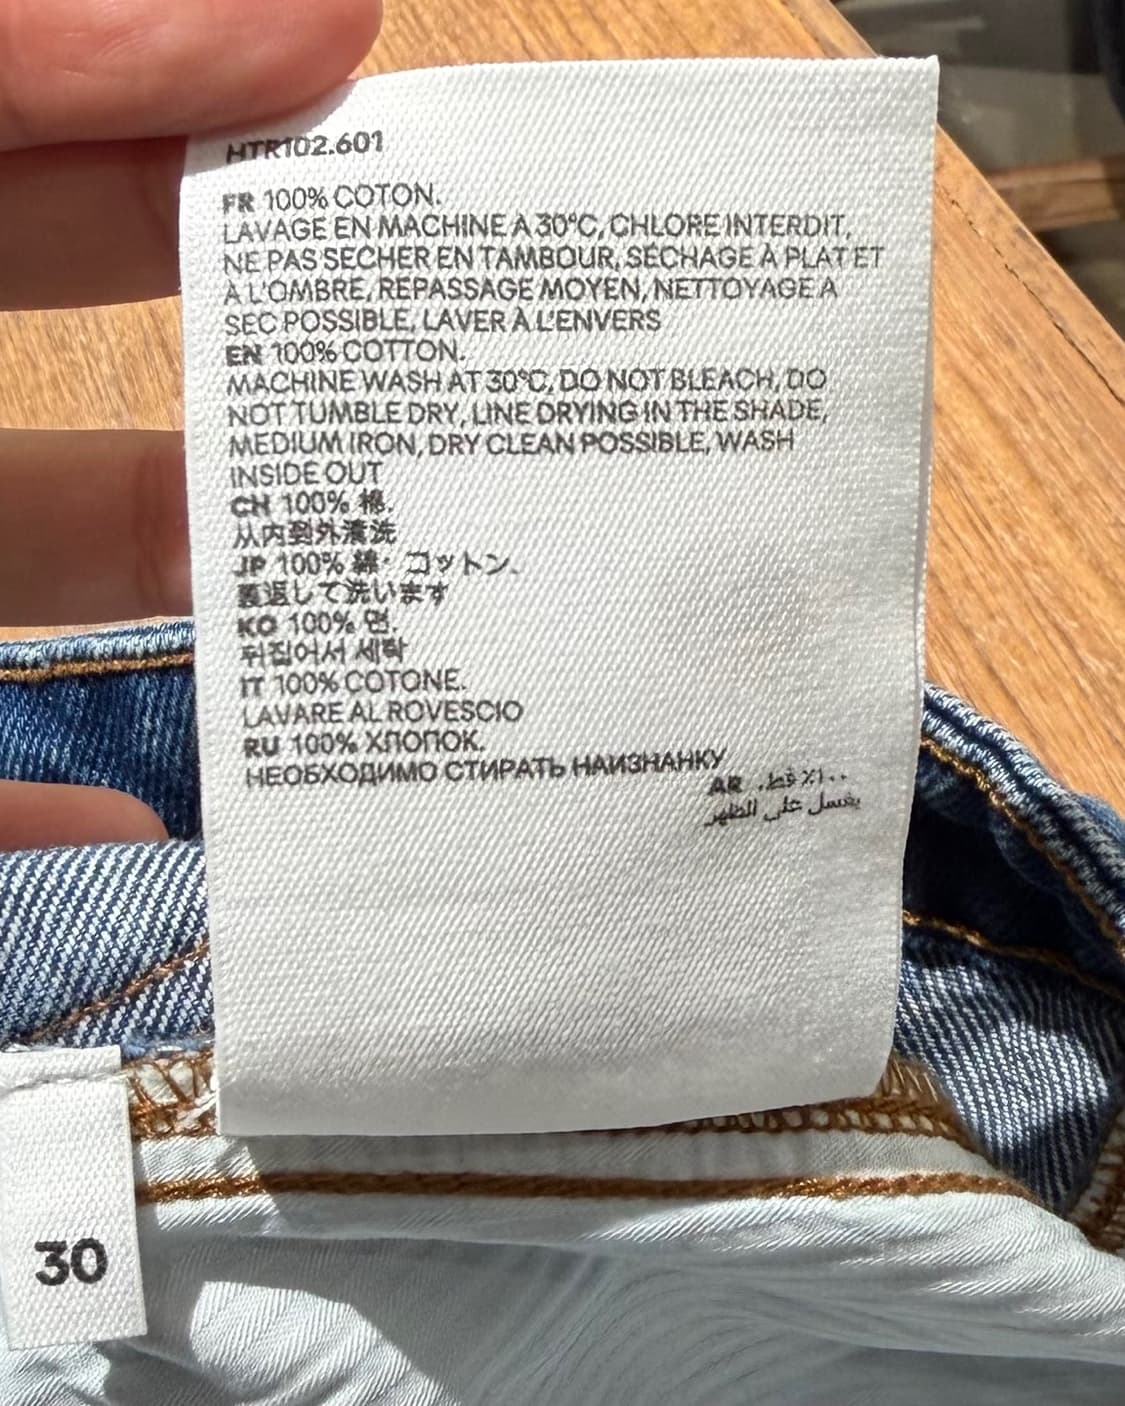 HTR102.601
FR 100% COTON.
LAVAGE EN MACHINE A 30°C, CHLORE INTERDIT,
NE PAS SECHER EN TAMBOUR, SÉCHAGE À PLAT ET
À L'OMBRE, REPASSAGE MOYEN, NETTOYAGE A
SEC POSSIBLE, LAVER À L'ENVERS
EN 100% COTTON.
MACHINE WASH AT 30°C, DO NOT BLEACH, DO
NOT TUMBLE DRY, LINE DRYING IN THE SHADE,
MEDIUM IRON, DRY CLEAN POSSIBLE, WASH
INSIDE OUT
CH 100% 棉.
从内到外清洗
JP 100% 綿・コットン.
裏返して洗います
KO 100% 면.
뒤집어서 세탁
IT 100% COTONE.
LAVARE AL ROVESCIO
RU 100% ХЛОПОК.
НЕОБХОДИМО СТИРАТЬ НАИЗНАНКУ
AR ١٠٠٪ قطن.
يغسل على الظهر
30